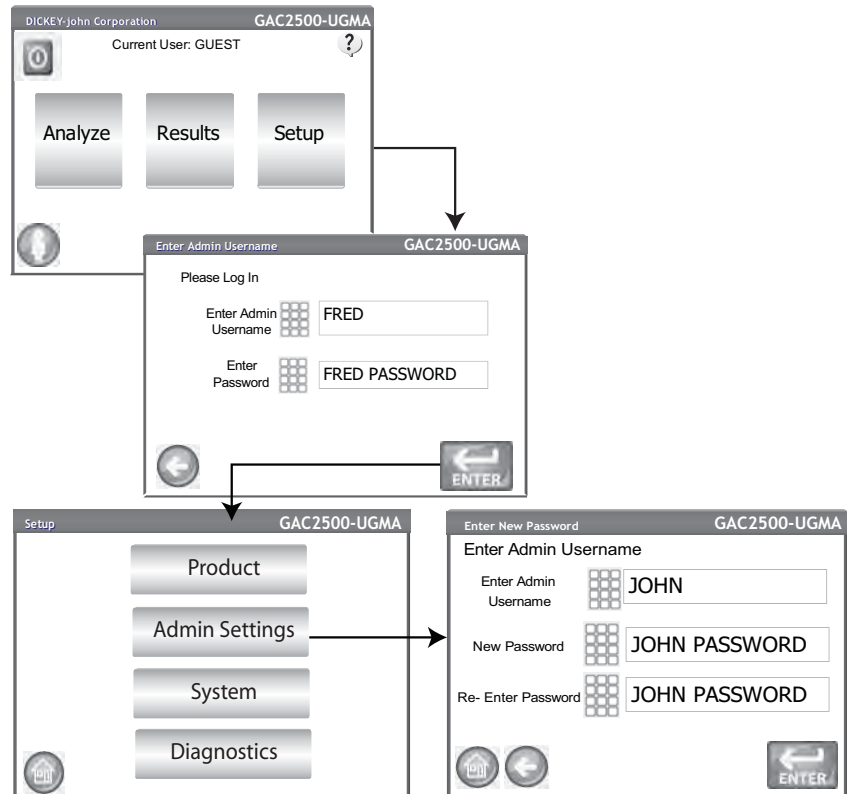 DICKEY-john Corporation GAC2500-UGMA
Current User: GUEST ?
Analyze Results Setup
Enter Admin Username GAC2500-UGMA
Please Log In
Enter Admin
Username
FRED
Enter
Password
FRED PASSWORD
ENTER
Setup GAC2500-UGMA
Product
Admin Settings
System
Diagnostics
Enter New Password GAC2500-UGMA
Enter Admin Username
Enter Admin
Username
JOHN
New Password JOHN PASSWORD
Re- Enter Password JOHN PASSWORD
ENTER